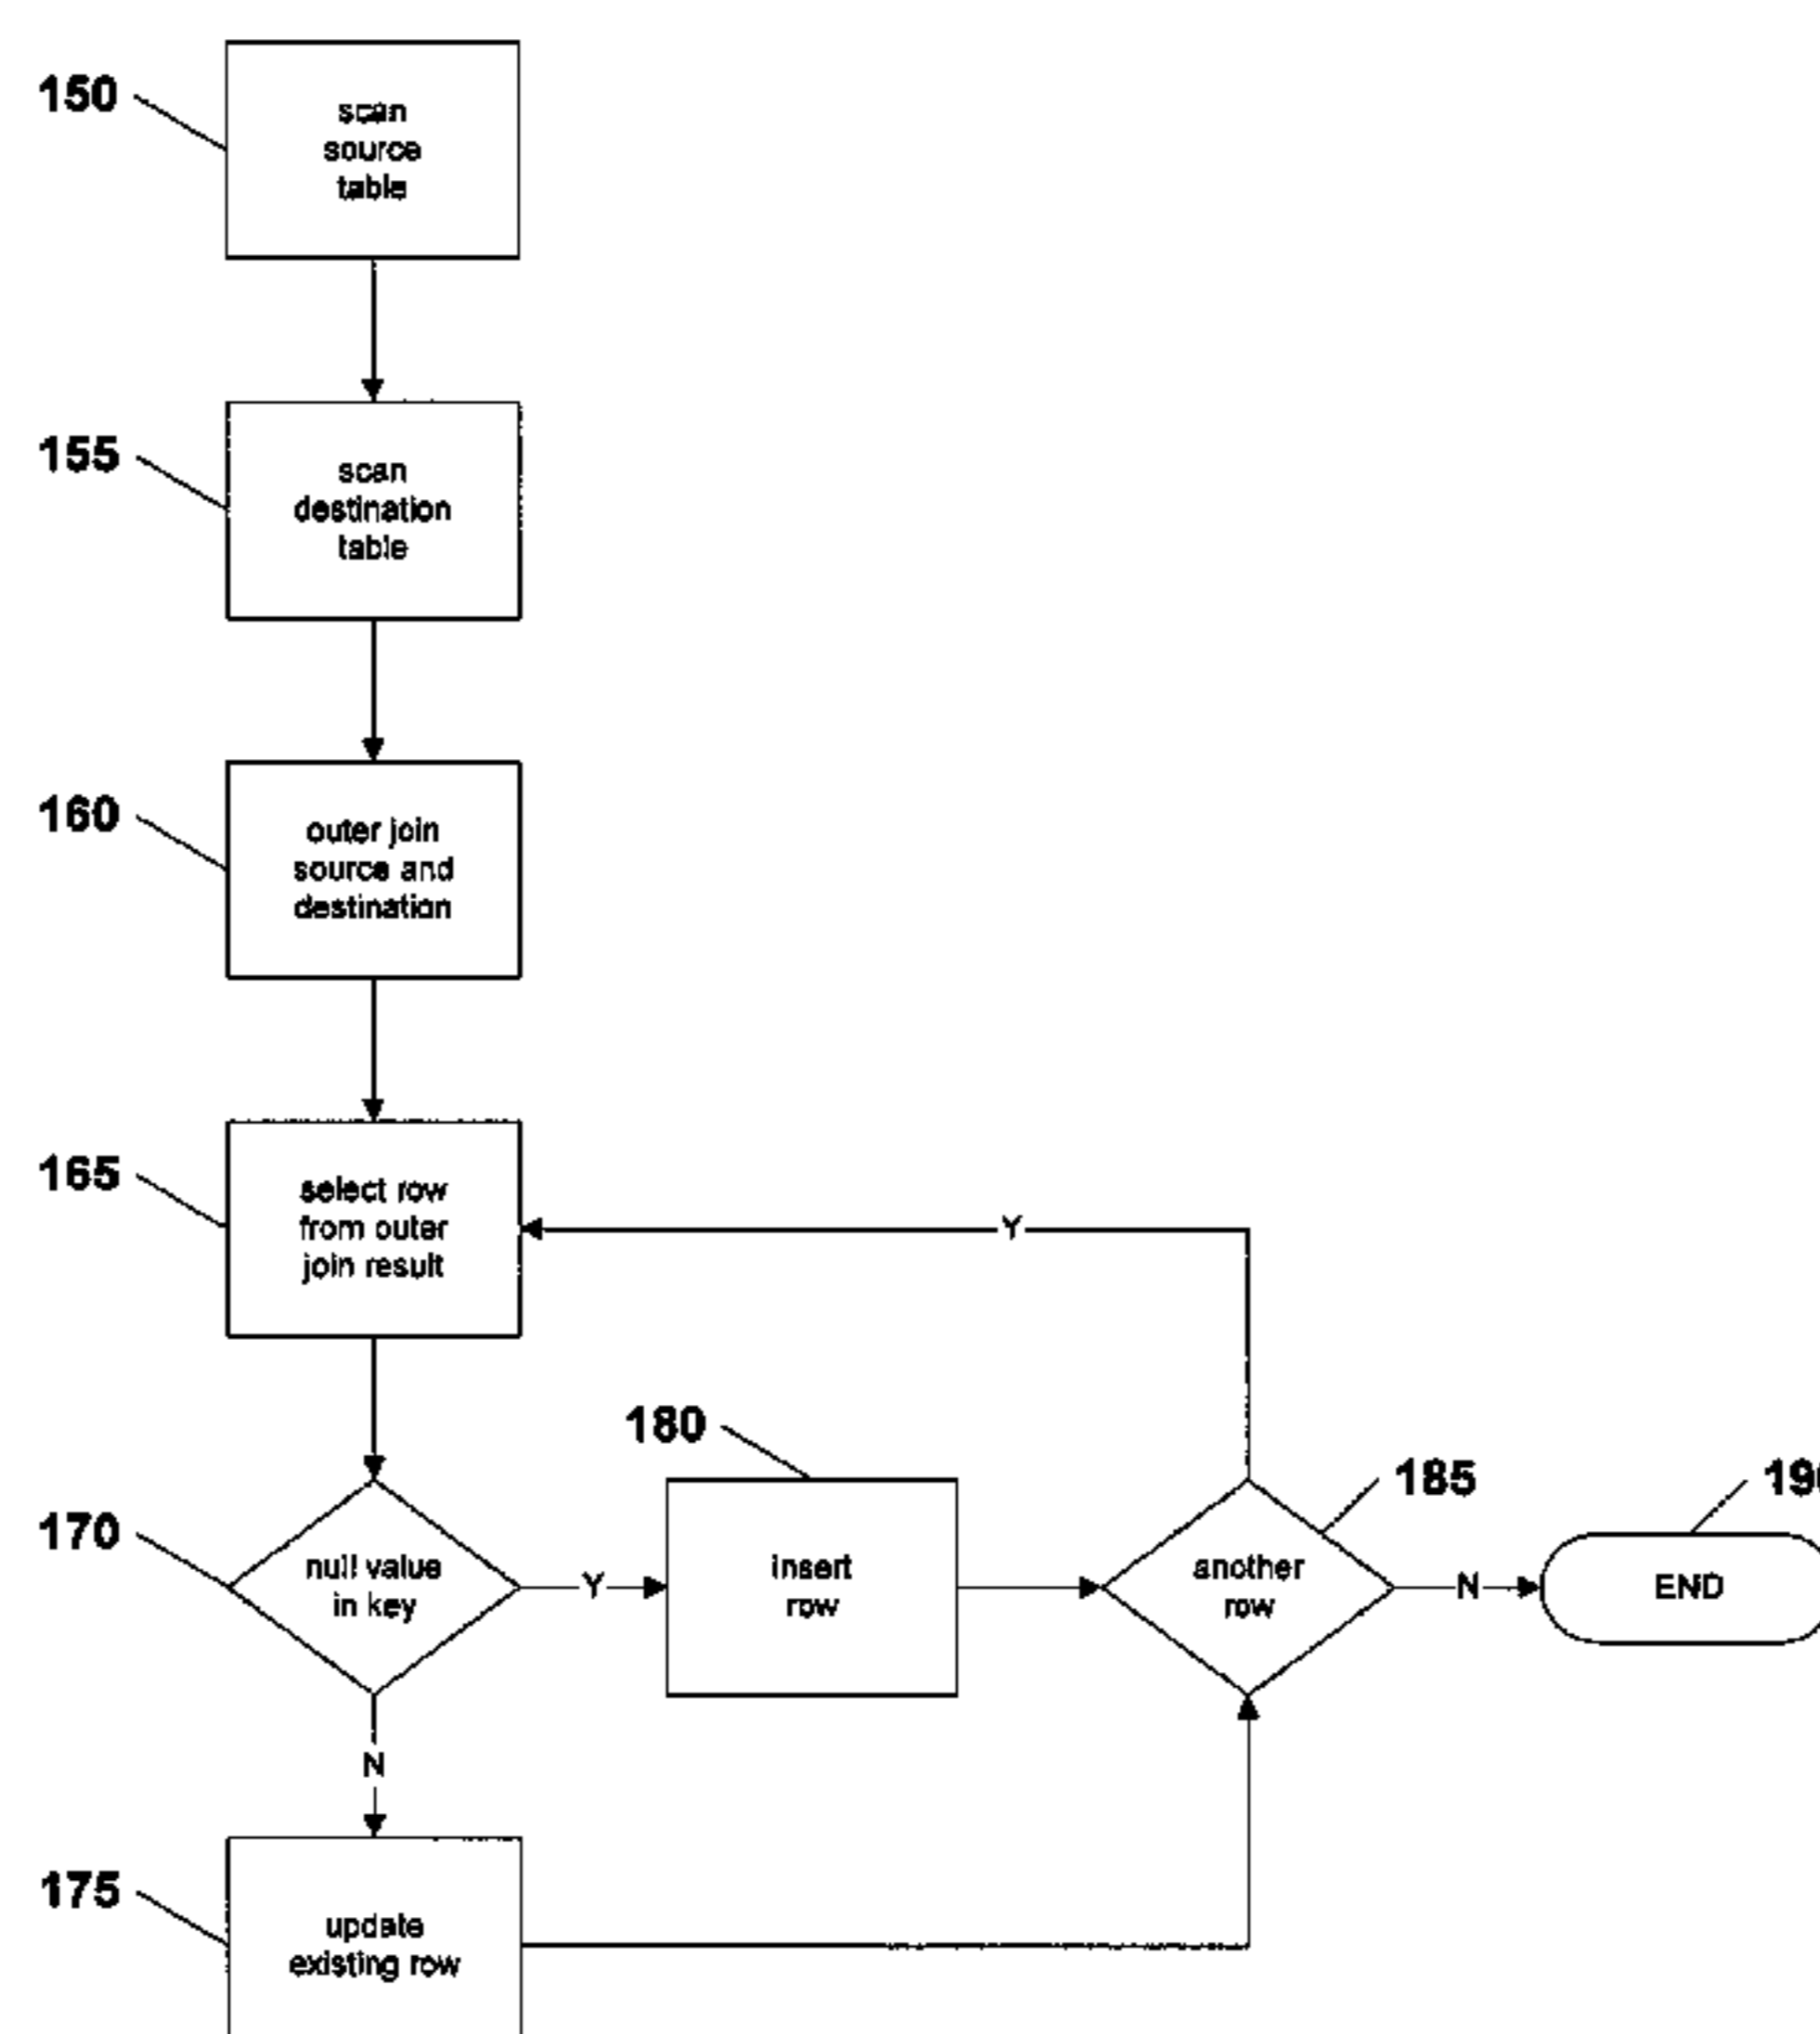 150
scan
source
table
155
scan
destination
table
160
outer join
source and
destination
165
select row
from outer
join result
Y
180
185
170
null value
in key
Y
insert
row
another
row
N
END
N
175
update
existing row